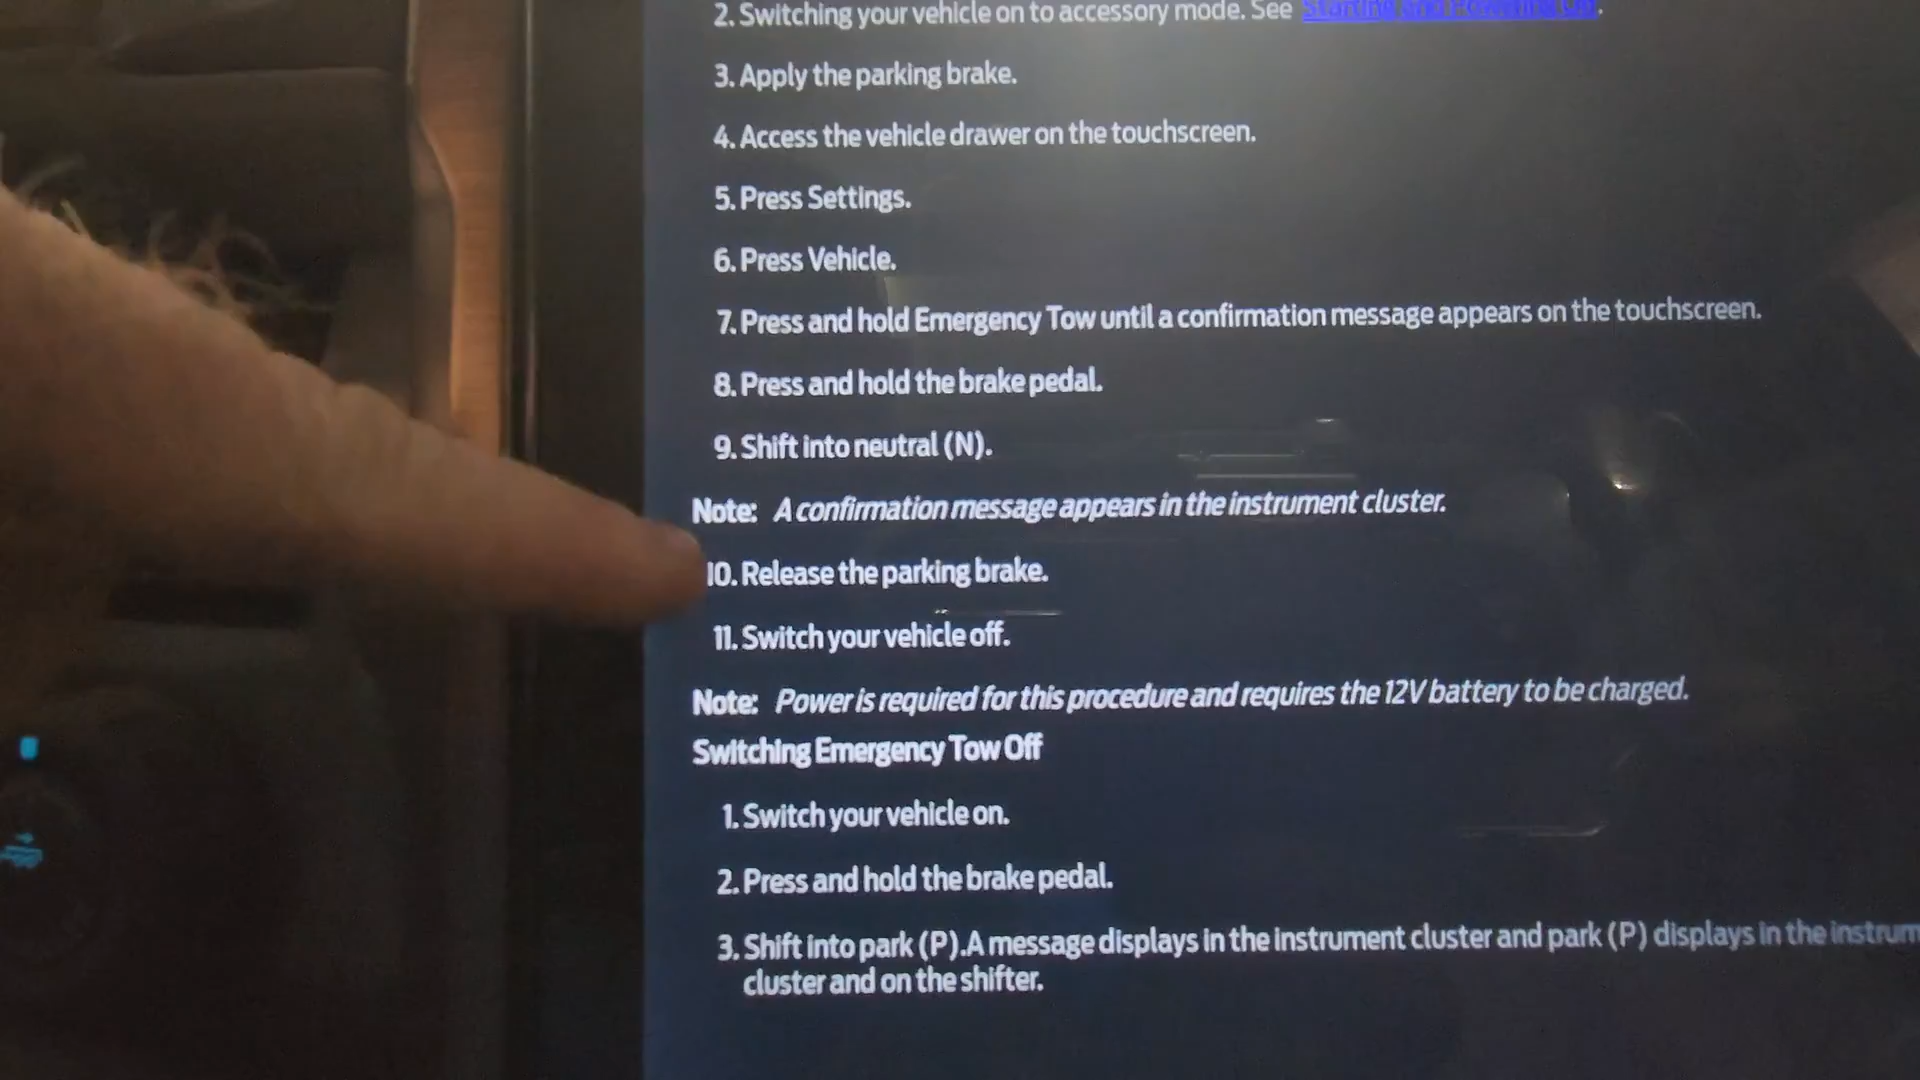 2. Switching your vehicle on to accessory mode. See Starting and Powering Up.
3. Apply the parking brake.
4. Access the vehicle drawer on the touchscreen.
5. Press Settings.
6. Press Vehicle.
7. Press and hold Emergency Tow until a confirmation message appears on the touchscreen.
8. Press and hold the brake pedal.
9. Shift into neutral (N).
Note: A confirmation message appears in the instrument cluster.
10. Release the parking brake.
11. Switch your vehicle off.
Note: Power is required for this procedure and requires the 12V battery to be charged.
Switching Emergency Tow Off
1. Switch your vehicle on.
2. Press and hold the brake pedal.
3. Shift into park (P).A message displays in the instrument cluster and park (P) displays in the instrum
cluster and on the shifter.